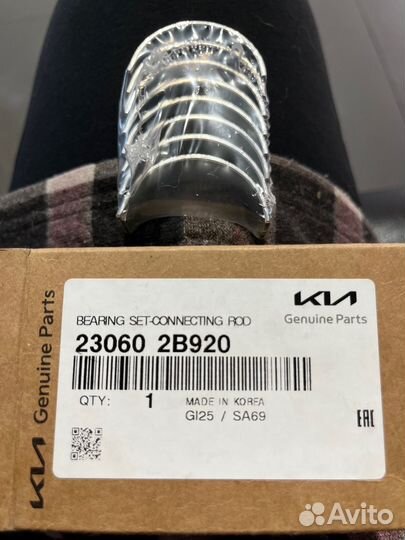 KIA Genuine Parts
BEARING SET-CONNECTING ROD
KIA
Genuine Parts
23060 2B920
QTY: 1
MADE IN KOREA
GI25 / SA69
EAC
Avito